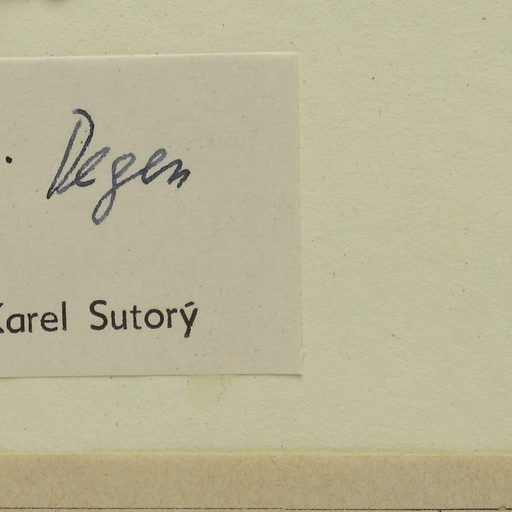 . Degen
Karel Sutorý